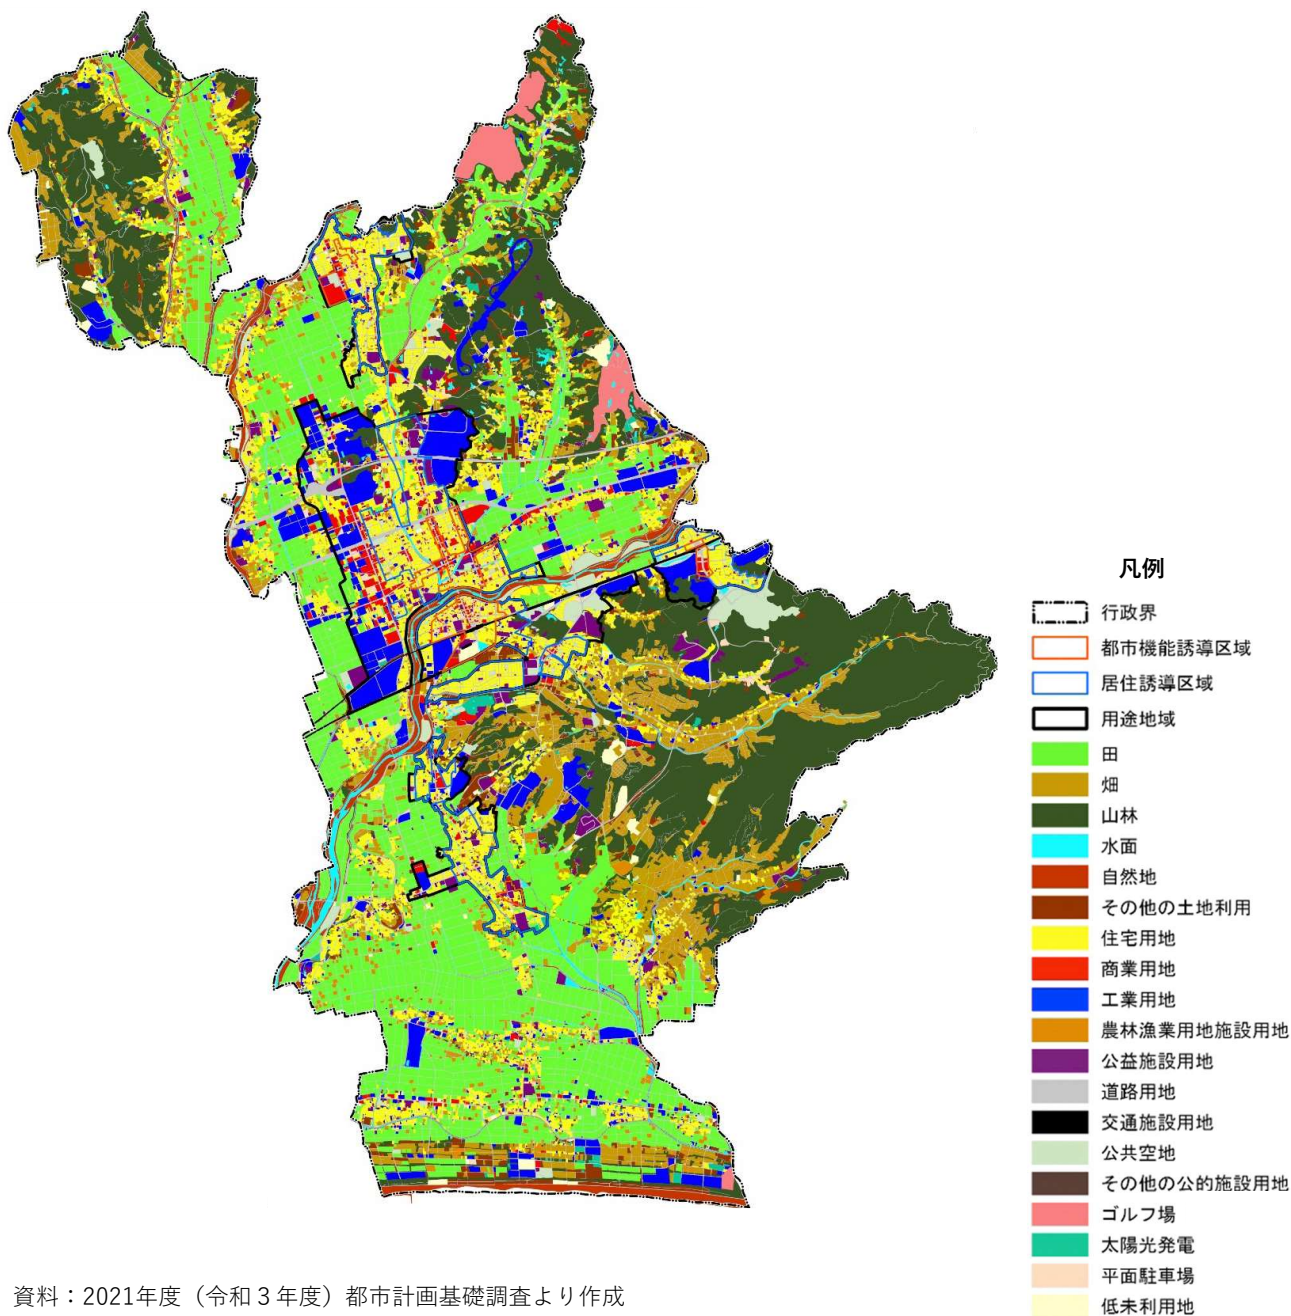 凡例
行政界
都市機能誘導区域
居住誘導区域
用途地域
田
畑
山林
水面
自然地
その他の土地利用
住宅用地
商業用地
工業用地
農林漁業用地施設用地
公益施設用地
道路用地
交通施設用地
公共空地
その他の公的施設用地
ゴルフ場
太陽光発電
平面駐車場
低未利用地
資料：2021年度（令和３年度）都市計画基礎調査より作成